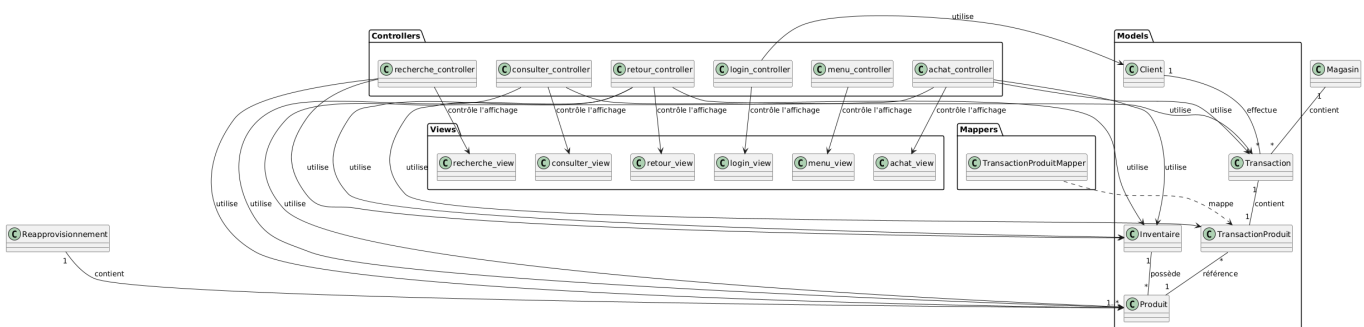 utilise
Controllers
Models
C recherche_controller
C consulter_controller
C retour_controller
C login_controller
C menu_controller
C achat_controller
C Client
C Magasin
1
1
contrôle l'affichage
contrôle l'affichage
contrôle l'affichage
contrôle l'affichage
contrôle l'affichage
contrôle l'affichage
utilise
utilise
effectue
contient
Views
Mappers
*
*
C recherche_view
C consulter_view
C retour_view
C login_view
C menu_view
C achat_view
C TransactionProduitMapper
C Transaction
utilise
utilise
utilise
utilise
utilise
1
utilise
utilise
utilise
mappe
contient
1
C Reapprovisionnement
C Inventaire
C TransactionProduit
1
1
*
contient
possède
référence
*
1
1..*
C Produit